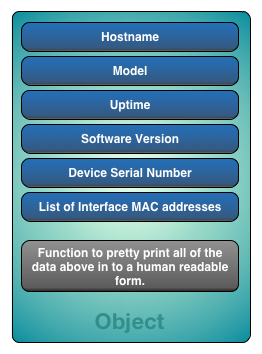 Hostname
Model
Uptime
Software Version
Device Serial Number
List of Interface MAC addresses
Function to pretty print all of the
data above in to a human readable
form.
Object